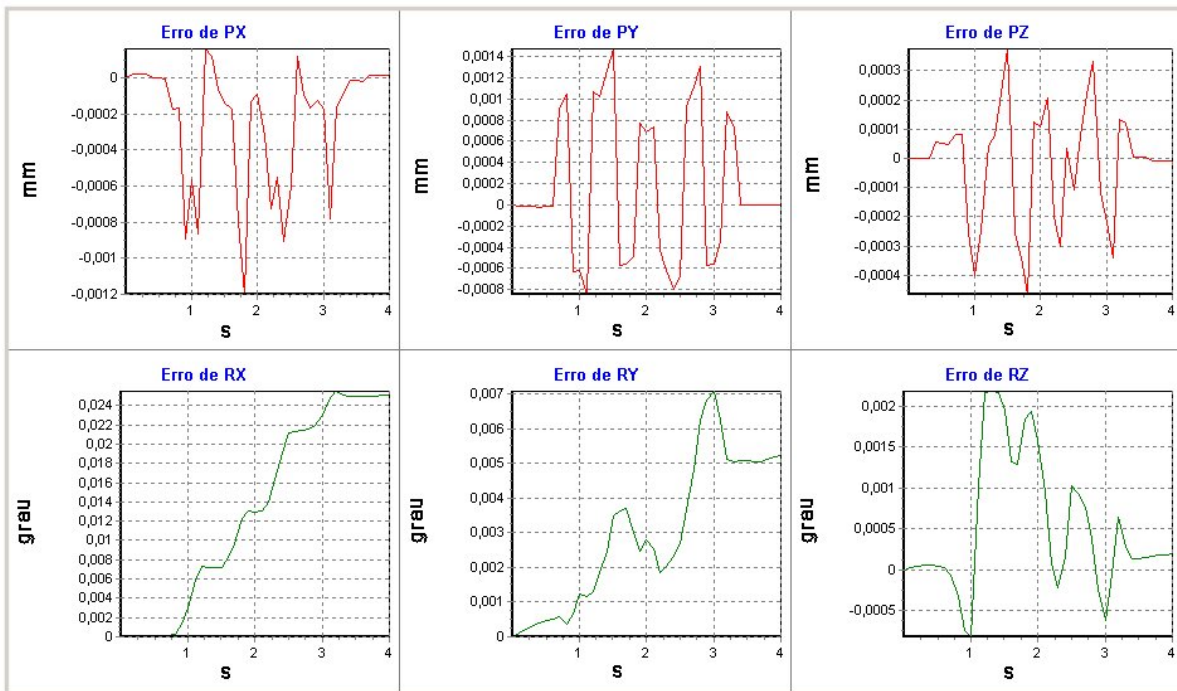 Erro de PX
0
-0,0002
-0,0004
-0,0006
-0,0008
-0,001
-0,0012
mm
1 2 3 4
s
Erro de PY
0,0014
0,0012
0,001
0,0008
0,0006
0,0004
0,0002
0
-0,0002
-0,0004
-0,0006
-0,0008
mm
1 2 3 4
s
Erro de PZ
0,0003
0,0002
0,0001
0
-0,0001
-0,0002
-0,0003
-0,0004
mm
1 2 3 4
s
Erro de RX
0,024
0,022
0,02
0,018
0,016
0,014
0,012
0,01
0,008
0,006
0,004
0,002
0
grau
1 2 3 4
s
Erro de RY
0,007
0,006
0,005
0,004
0,003
0,002
0,001
0
grau
1 2 3 4
s
Erro de RZ
0,002
0,0015
0,001
0,0005
0
-0,0005
grau
1 2 3 4
s